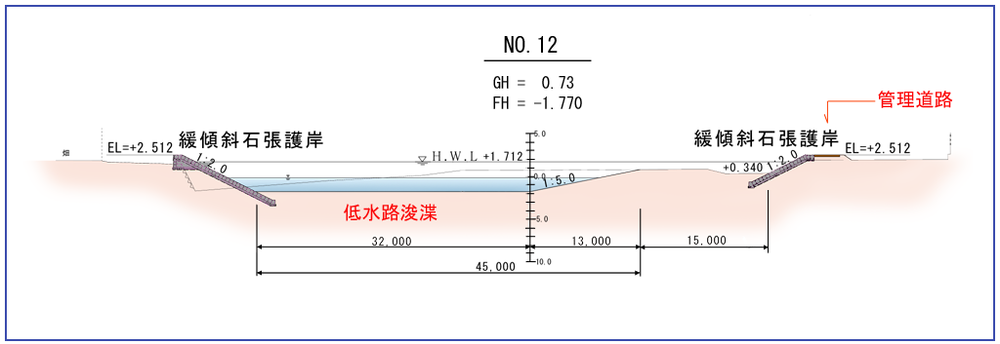 NO.12
GH = 0.73
FH = -1.770
管理道路
緩傾斜石張護岸
緩傾斜石張護岸
畑
EL=+2.512
1:2.0
H.W.L +1.712
5.0
+0.340
1:2.0
EL=+2.512
0.0
1:5.0
低水路浚渫
5.0
32,000
13,000
15,000
10.0
45,000